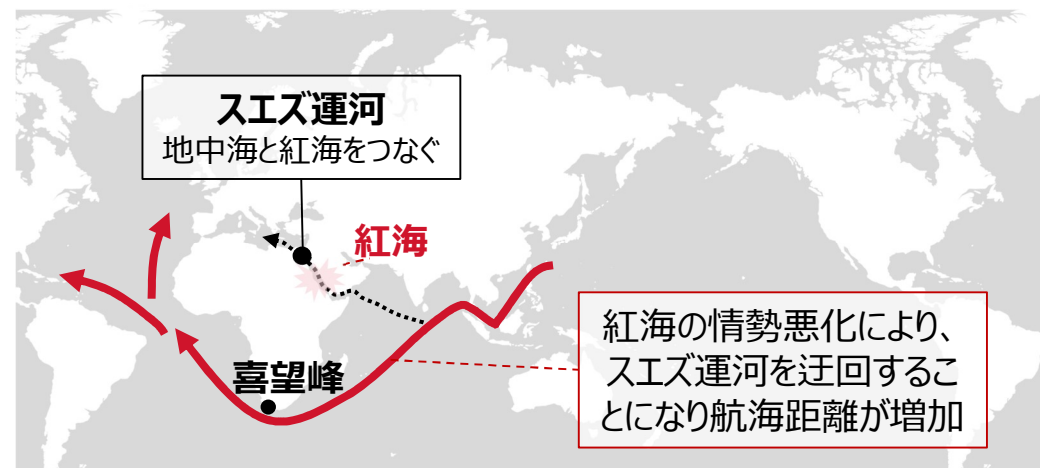 スエズ運河
地中海と紅海をつなぐ
紅海
喜望峰
紅海の情勢悪化により、
スエズ運河を迂回するこ
とになり航海距離が増加